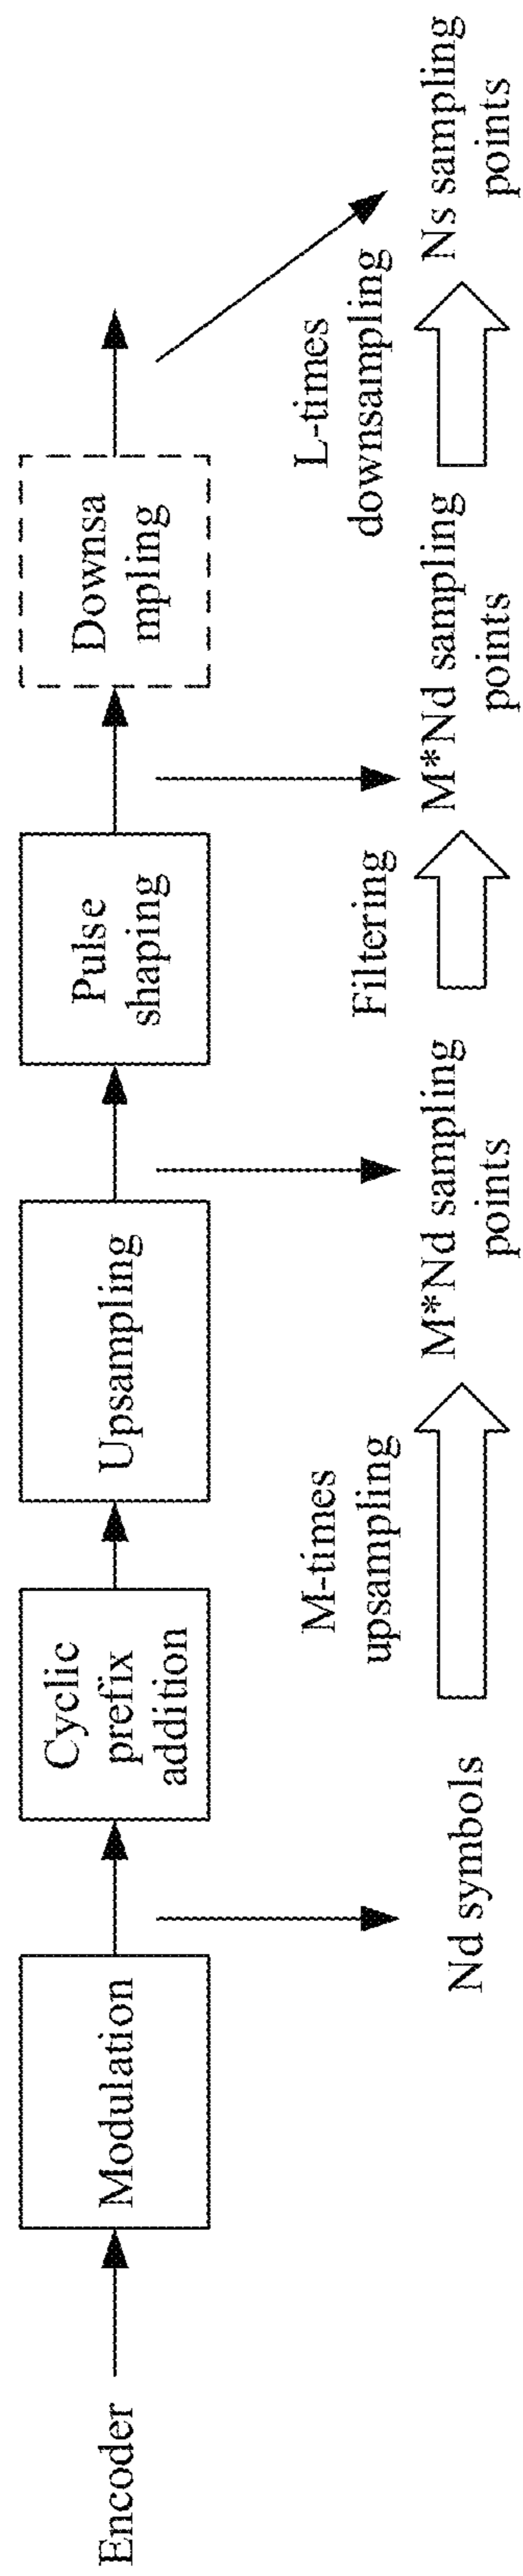 Encoder
Modulation
Cyclic
prefix
addition
Upsampling
Pulse
shaping
Downsa
mpling
Nd symbols
M-times
upsampling
M*Nd sampling
points
Filtering
M*Nd sampling
points
L-times
downsampling
Ns sampling
points